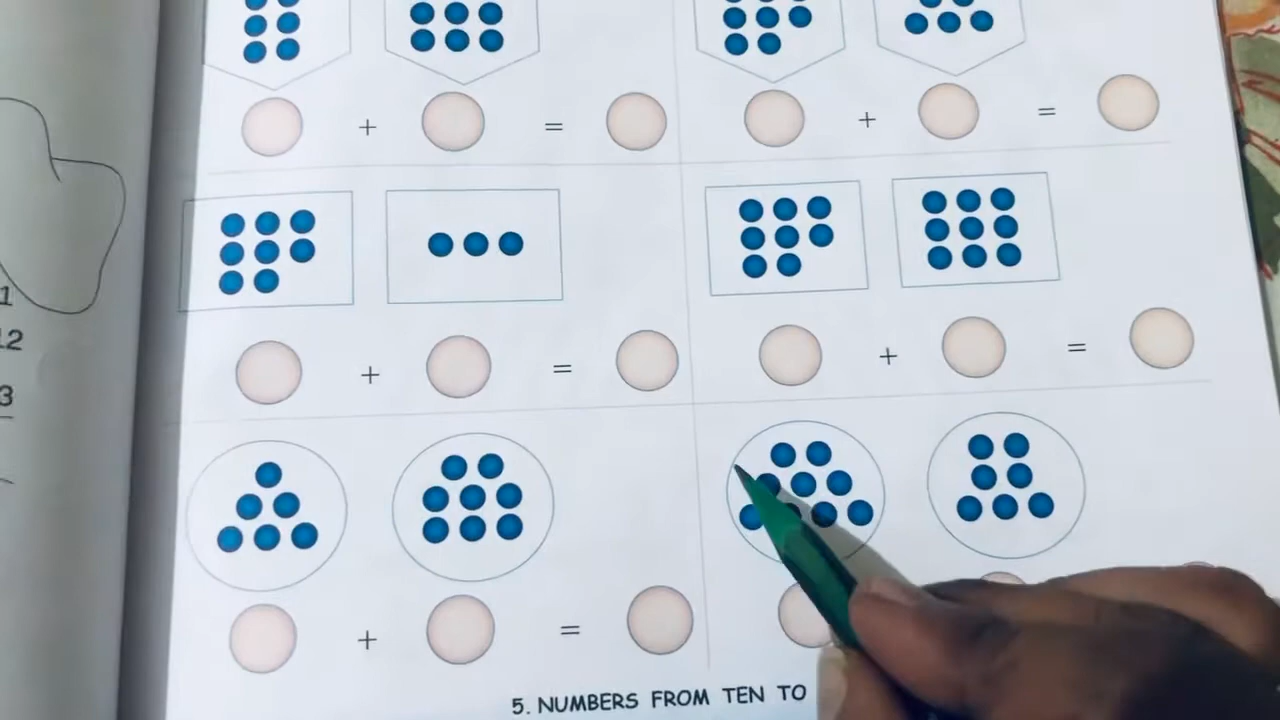 + = + =
1
12
3
+ = + =
+ =
5. NUMBERS FROM TEN TO